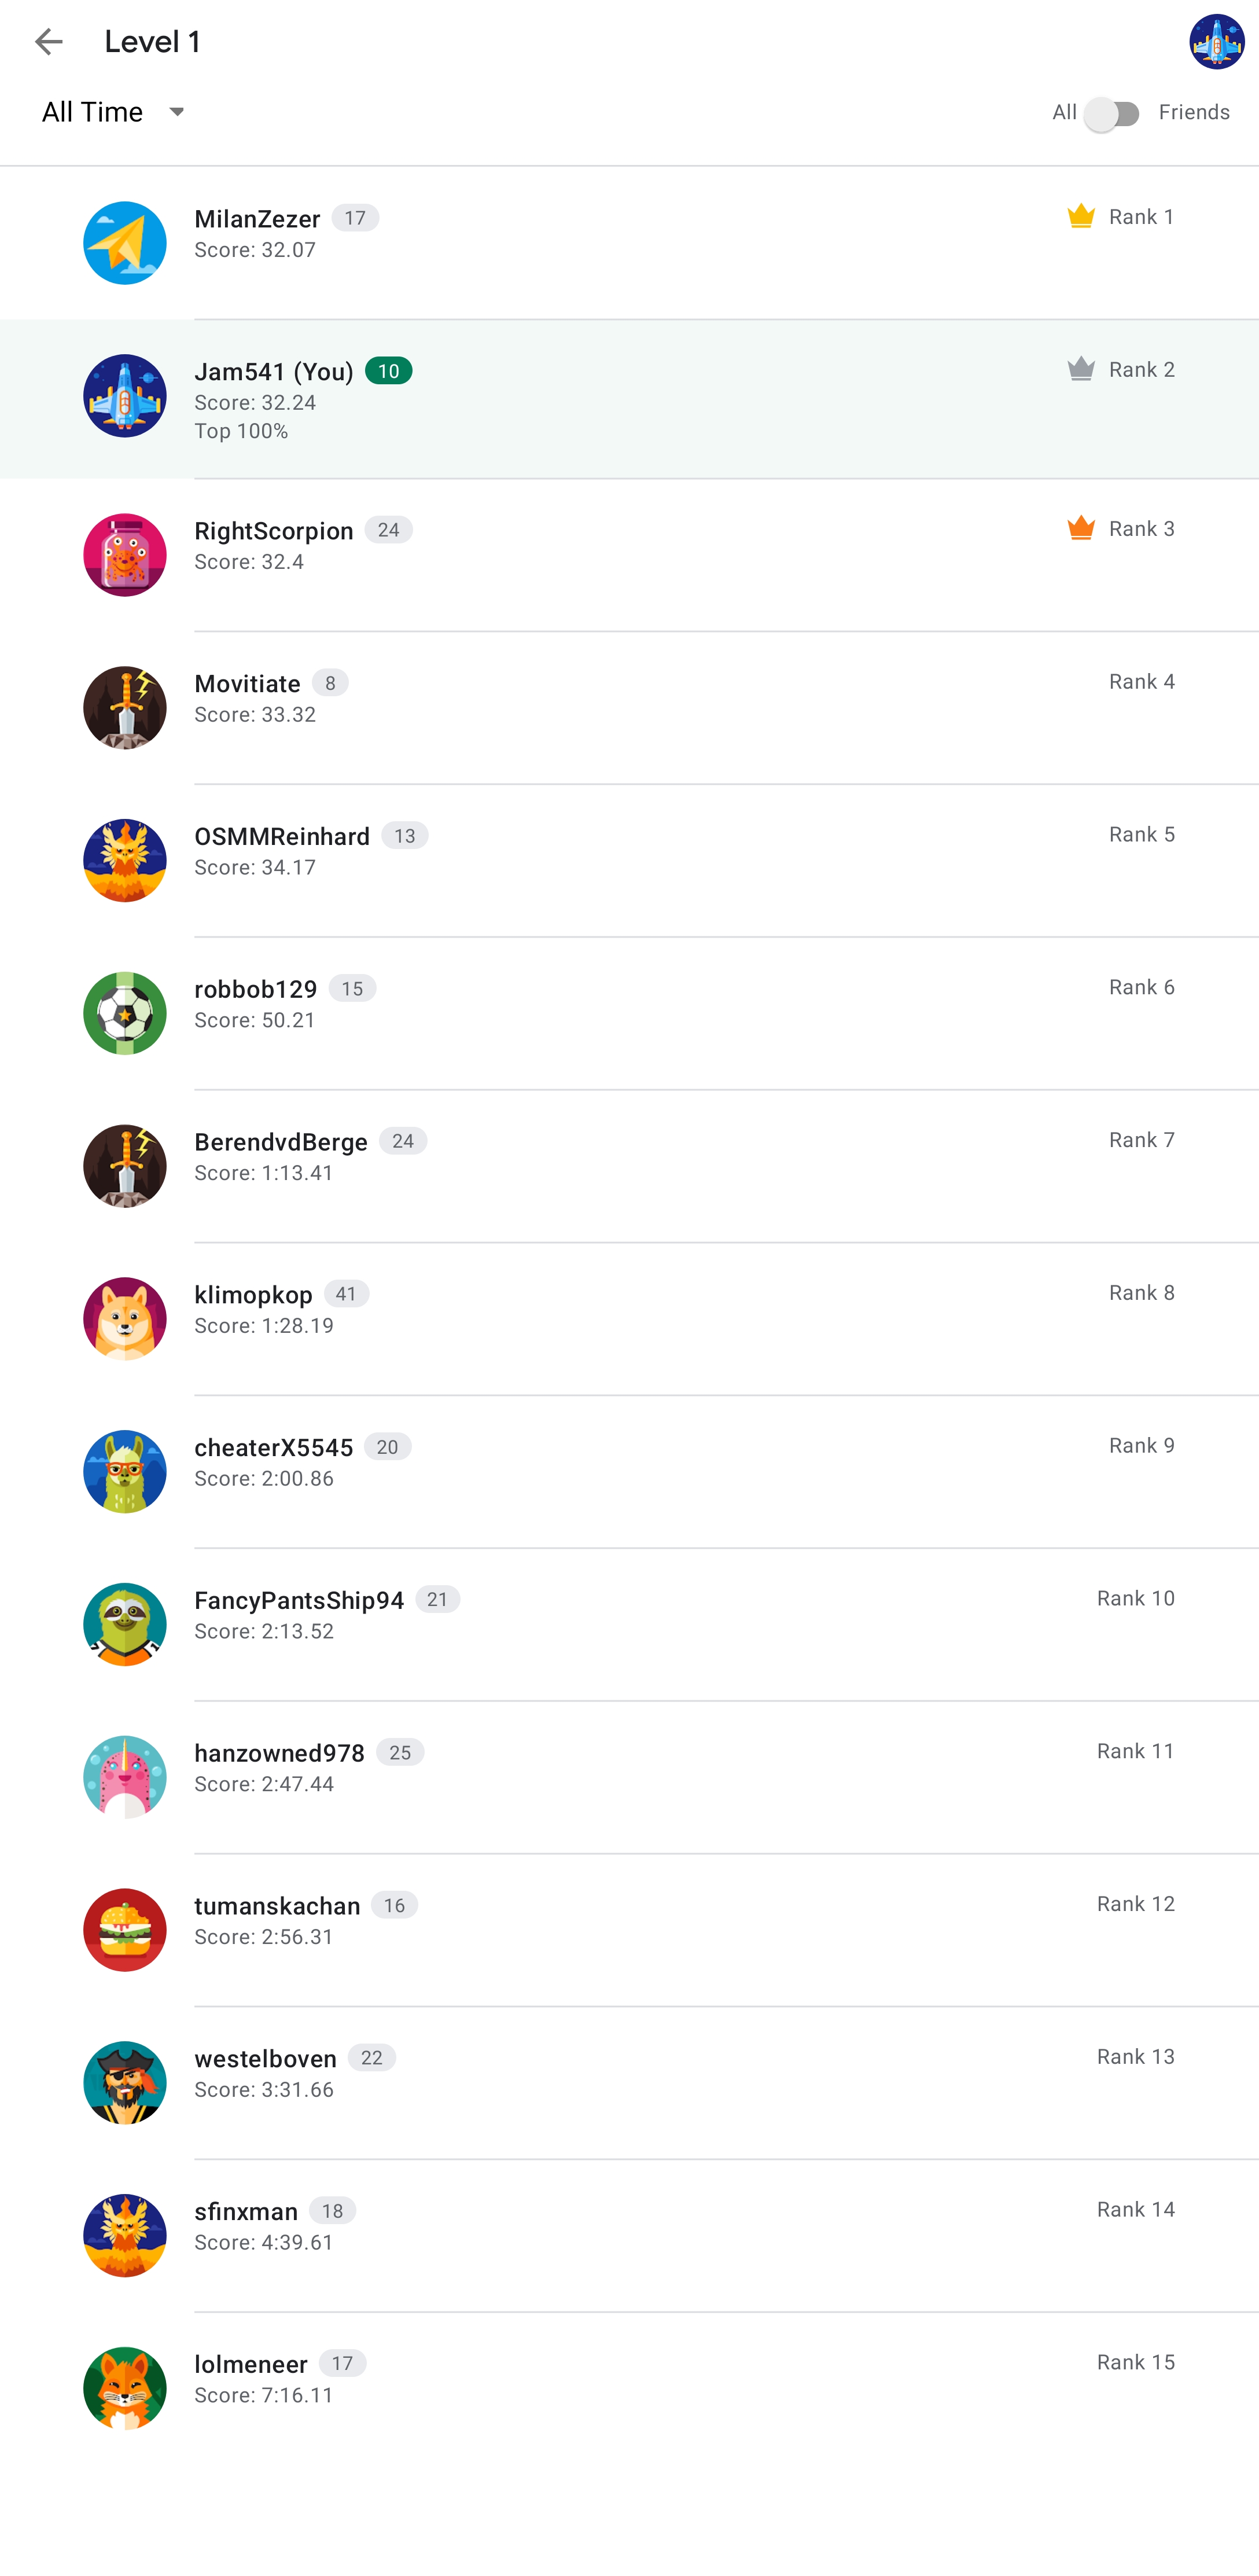 Level 1
All Time
All Friends
MilanZezer 17 Rank 1
Score: 32.07
Jam541 (You) 10 Rank 2
Score: 32.24
Top 100%
RightScorpion 24 Rank 3
Score: 32.4
Movitiate 8 Rank 4
Score: 33.32
OSMMReinhard 13 Rank 5
Score: 34.17
robbob129 15 Rank 6
Score: 50.21
BerendvdBerge 24 Rank 7
Score: 1:13.41
klimopkop 41 Rank 8
Score: 1:28.19
cheaterX5545 20 Rank 9
Score: 2:00.86
FancyPantsShip94 21 Rank 10
Score: 2:13.52
hanzowned978 25 Rank 11
Score: 2:47.44
tumanskachan 16 Rank 12
Score: 2:56.31
westelboven 22 Rank 13
Score: 3:31.66
sfinxman 18 Rank 14
Score: 4:39.61
lolmeneer 17 Rank 15
Score: 7:16.11